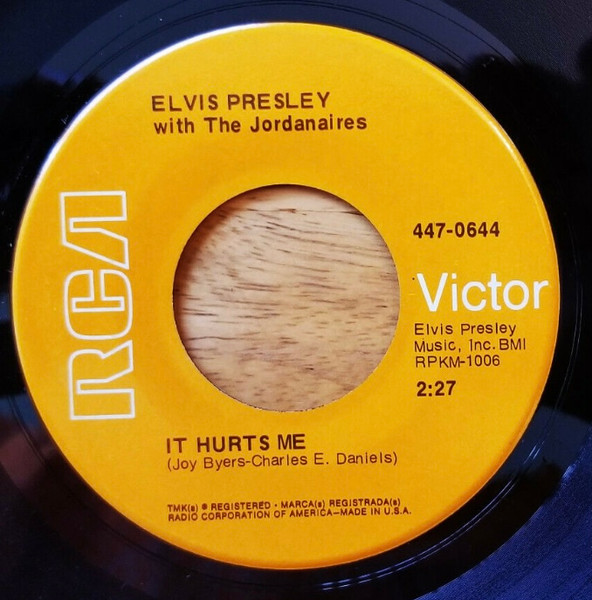 ELVIS PRESLEY
with The Jordanaires
RCA
447-0644
Victor
Elvis Presley
Music, Inc. BMI
RPKM-1006
2:27
IT HURTS ME
(Joy Byers-Charles E. Daniels)
TMK(s) ® REGISTERED • MARCA(s) REGISTRADA(s)
RADIO CORPORATION OF AMERICA—MADE IN U.S.A.